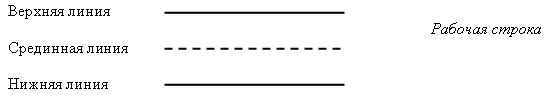 Верхняя линия
Рабочая строка
Срединная линия
Нижняя линия